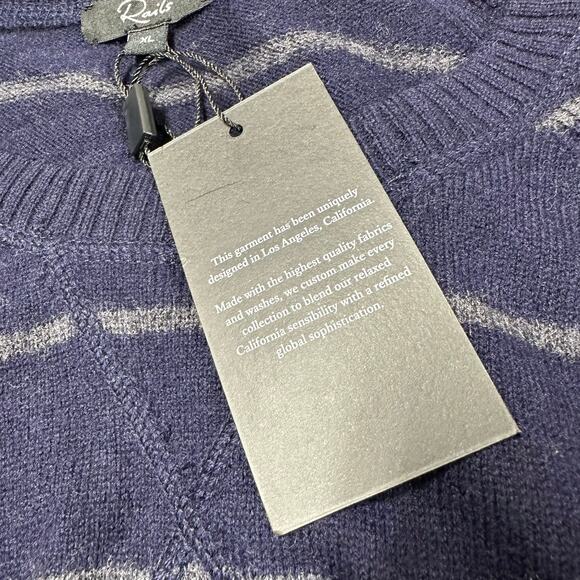 Rails
XL
This garment has been uniquely
designed in Los Angeles, California.
Made with the highest quality fabrics
and washes, we custom make every
collection to blend our relaxed
California sensibility with a refined
global sophistication.